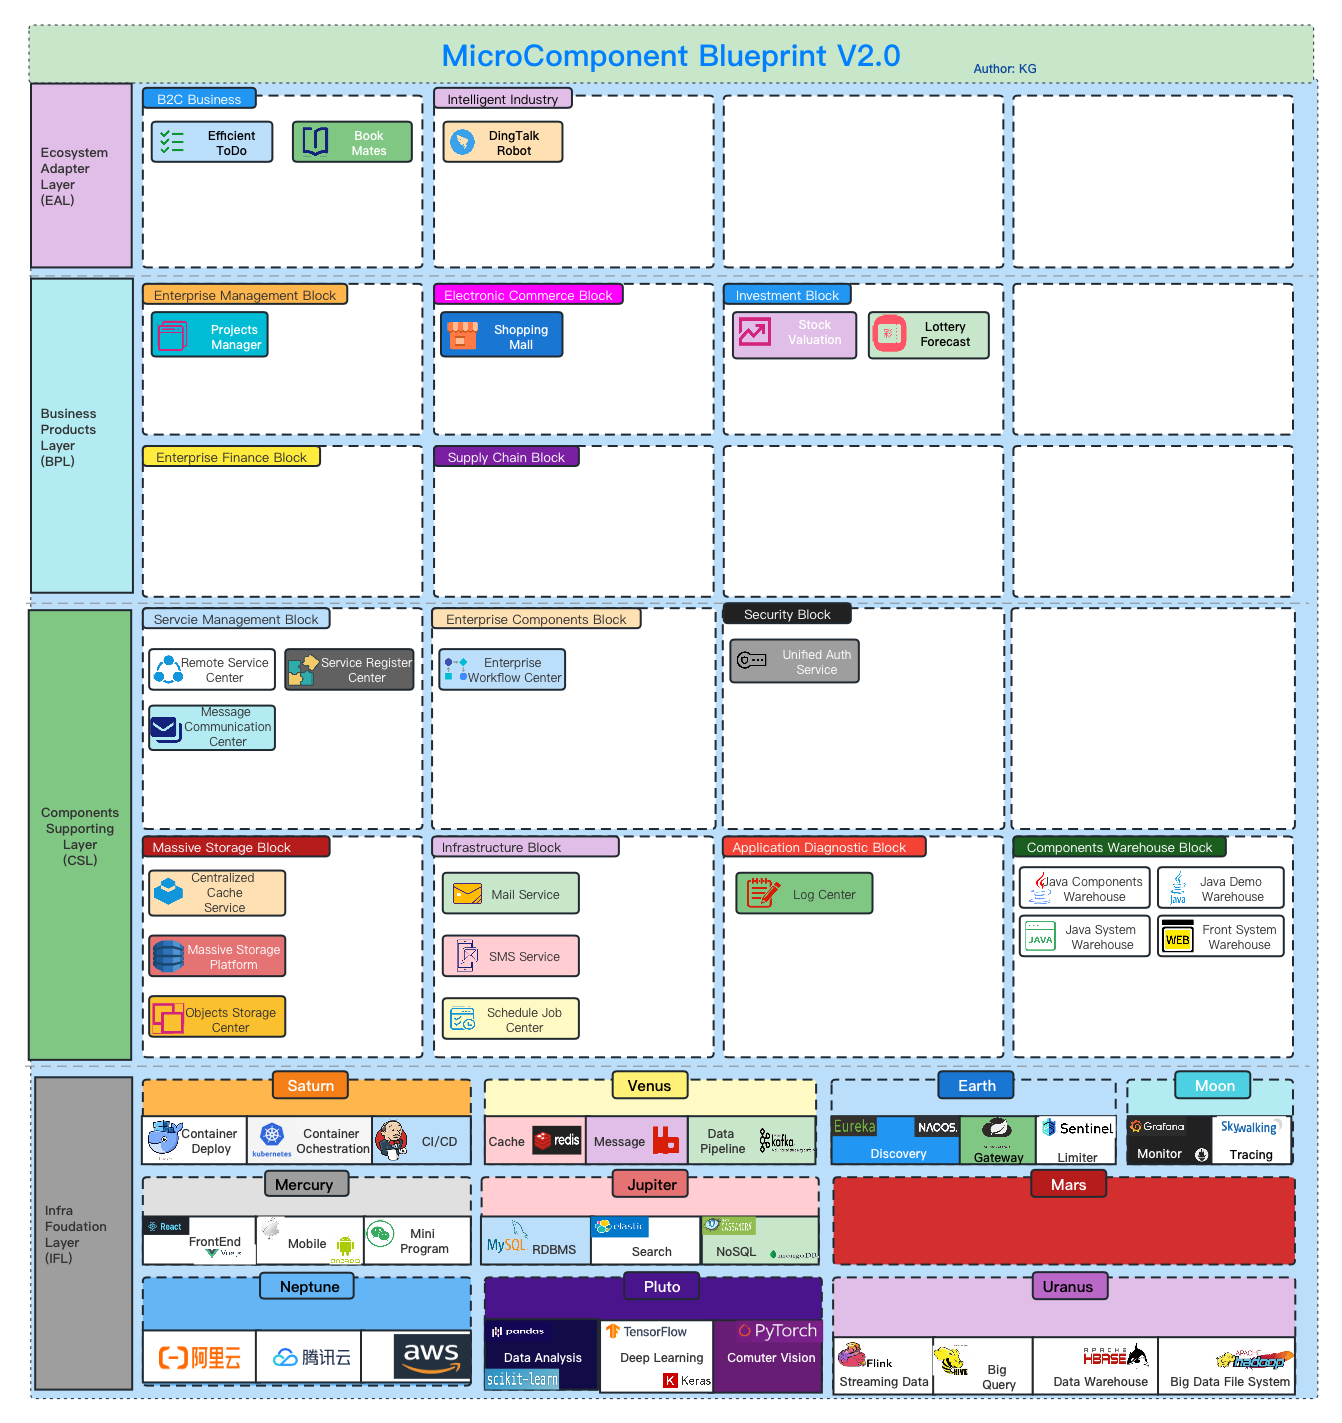 MicroComponent Blueprint V2.0
Author: KG
Ecosystem
Adapter
Layer
(EAL)
B2C Business
Efficient
ToDo
Book
Mates
Intelligent Industry
DingTalk
Robot
Business
Products
Layer
(BPL)
Enterprise Management Block
Projects
Manager
Electronic Commerce Block
Shopping
Mall
Investment Block
Stock
Valuation
Lottery
Forecast
Enterprise Finance Block
Supply Chain Block
Components
Supporting
Layer
(CSL)
Servcie Management Block
Remote Service
Center
Service Register
Center
Message
Communication
Center
Enterprise Components Block
Enterprise
Workflow Center
Security Block
Unified Auth
Service
Massive Storage Block
Centralized
Cache
Service
Massive Storage
Platform
Objects Storage
Center
Infrastructure Block
Mail Service
SMS Service
Schedule Job
Center
Application Diagnostic Block
Log Center
Components Warehouse Block
Java Components
Warehouse
Java
Java Demo
Warehouse
JAVA
Java System
Warehouse
WEB
Front System
Warehouse
Infra
Foudation
Layer
(IFL)
Saturn
Container
Deploy
kubernetes
Container
Ochestration
CI/CD
Venus
Cache
redis
Message
Data
Pipeline
kafka
Earth
Eureka
NACOS.
Discovery
Gateway
Sentinel
Limiter
Moon
Grafana
Monitor
Skywalking
Tracing
Mercury
React
FrontEnd
Vue.js
Mobile
ANDROID
Mini
Program
Jupiter
MySQL
RDBMS
elastic
Search
CASSANDRA
NoSQL
mongoDB
Mars
Neptune
阿里云
腾讯云
aws
Pluto
pandas
Data Analysis
scikit-learn
TensorFlow
Deep Learning
Keras
PyTorch
Comuter Vision
Uranus
Flink
Streaming Data
HIVE
Big
Query
APACHE
HBASE
Data Warehouse
APACHE
hadoop
Big Data File System